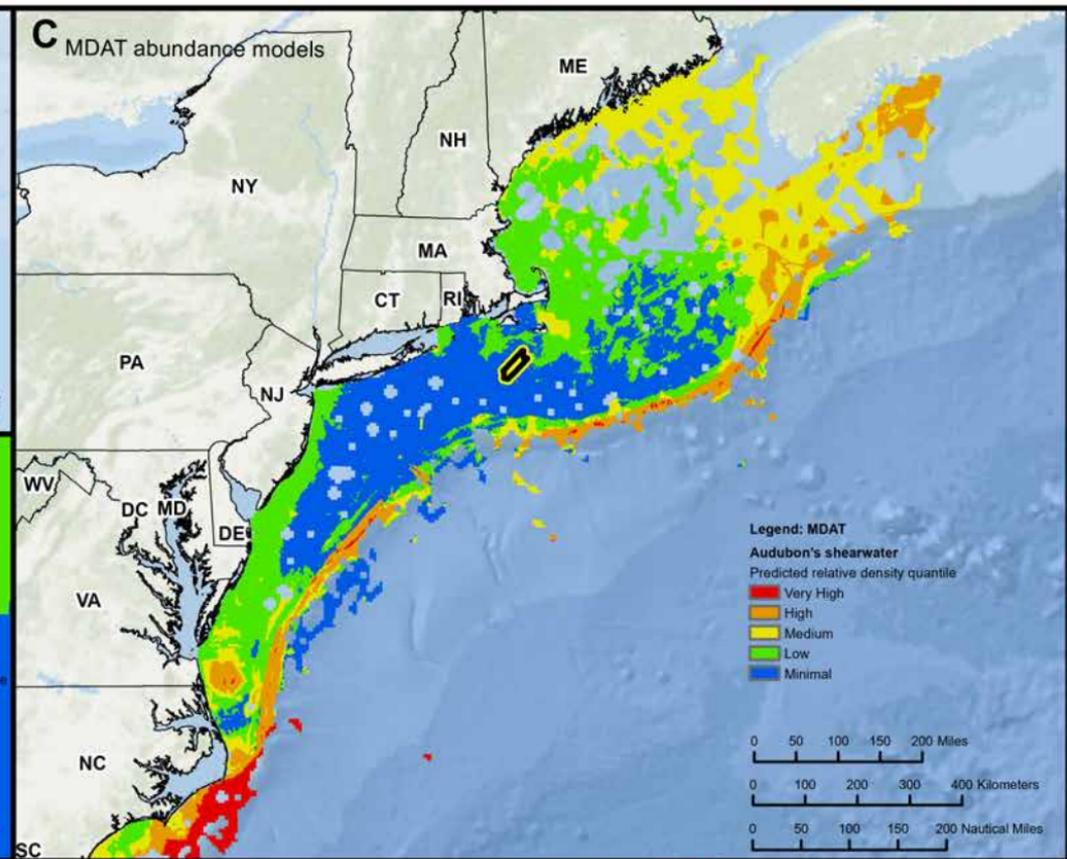 C MDAT abundance models
ME
NH
NY
MA
CT RI
PA
NJ
WV
DC MD
DE
VA
NC
SC
Legend: MDAT
Audubon's shearwater
Predicted relative density quantile
Very High
High
Medium
Low
Minimal
0 50 100 150 200 Miles
0 100 200 300 400 Kilometers
0 50 100 150 200 Nautical Miles